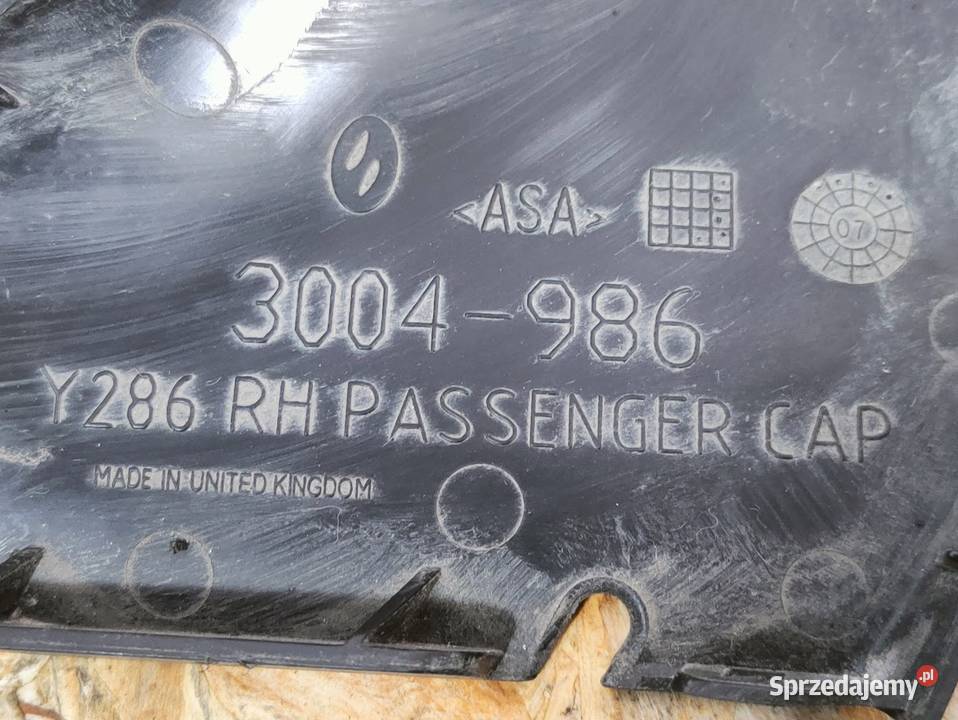 <ASA>
07
3004-986
Y286 RH PASSENGER CAP
MADE IN UNITED KINGDOM
Sprzedajemy.pl